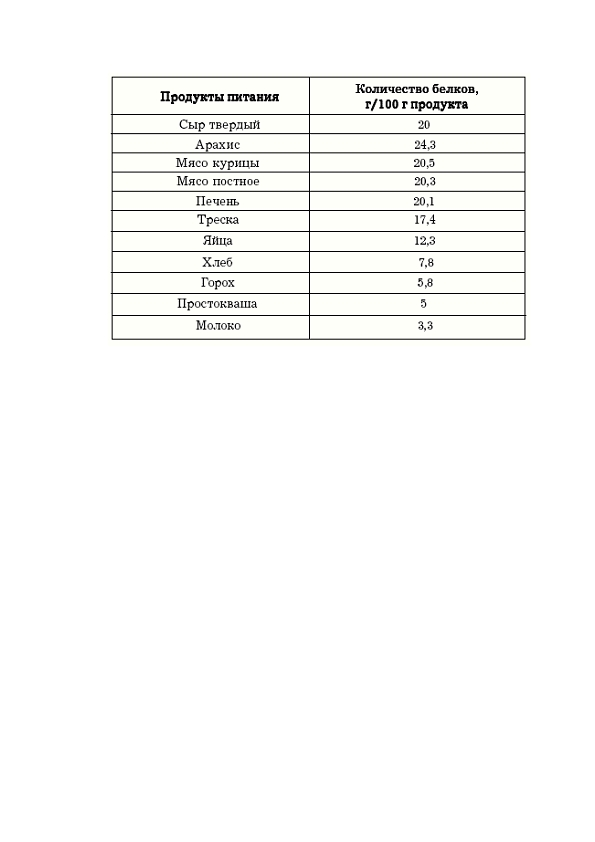 Продукты питания
Количество белков,
г/100 г продукта
Сыр твердый 20
Арахис 24,3
Мясо курицы 20,5
Мясо постное 20,3
Печень 20,1
Треска 17,4
Яйца 12,3
Хлеб 7,8
Горох 5,8
Простокваша 5
Молоко 3,3